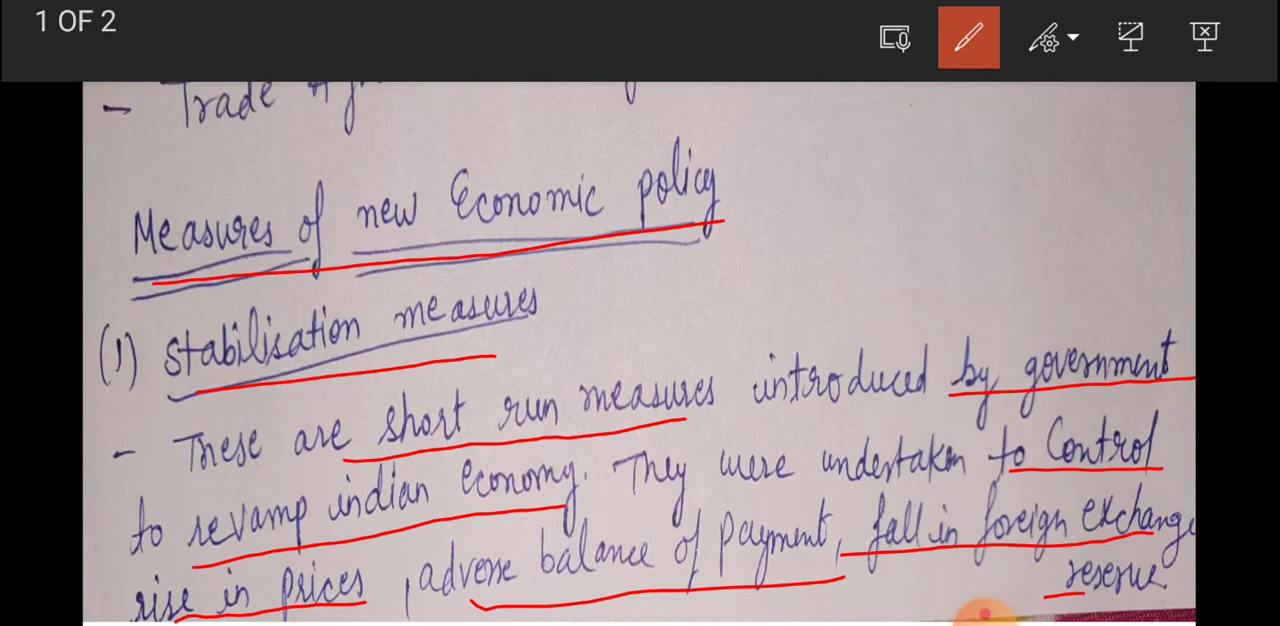 1 OF 2
- Trade
Measures of new Economic policy
(1) Stabilisation measures
- These are short run measures introduced by government
to revamp indian economy. They were undertaken to Control
rise in prices, adverse balance of payment, fall in foreign exchange
reserve